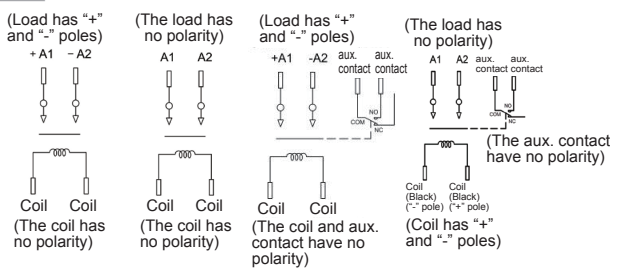 (Load has "+"
and "-" poles)
+ A1 − A2
Coil Coil
(The coil has
no polarity)
(The load has
no polarity)
A1 A2
Coil Coil
(The coil has
no polarity)
(Load has "+"
and "-" poles)
+A1 -A2
aux. aux.
contact contact
NO
COM
NC
Coil Coil
(The coil and aux.
contact have no
polarity)
(The load has
no polarity)
A1 A2
aux. aux.
contact contact
NO
COM
NC
(The aux. contact
have no polarity)
Coil Coil
(Black) (Black)
("-" pole) ("+" pole)
(Coil has "+"
and "-" poles)